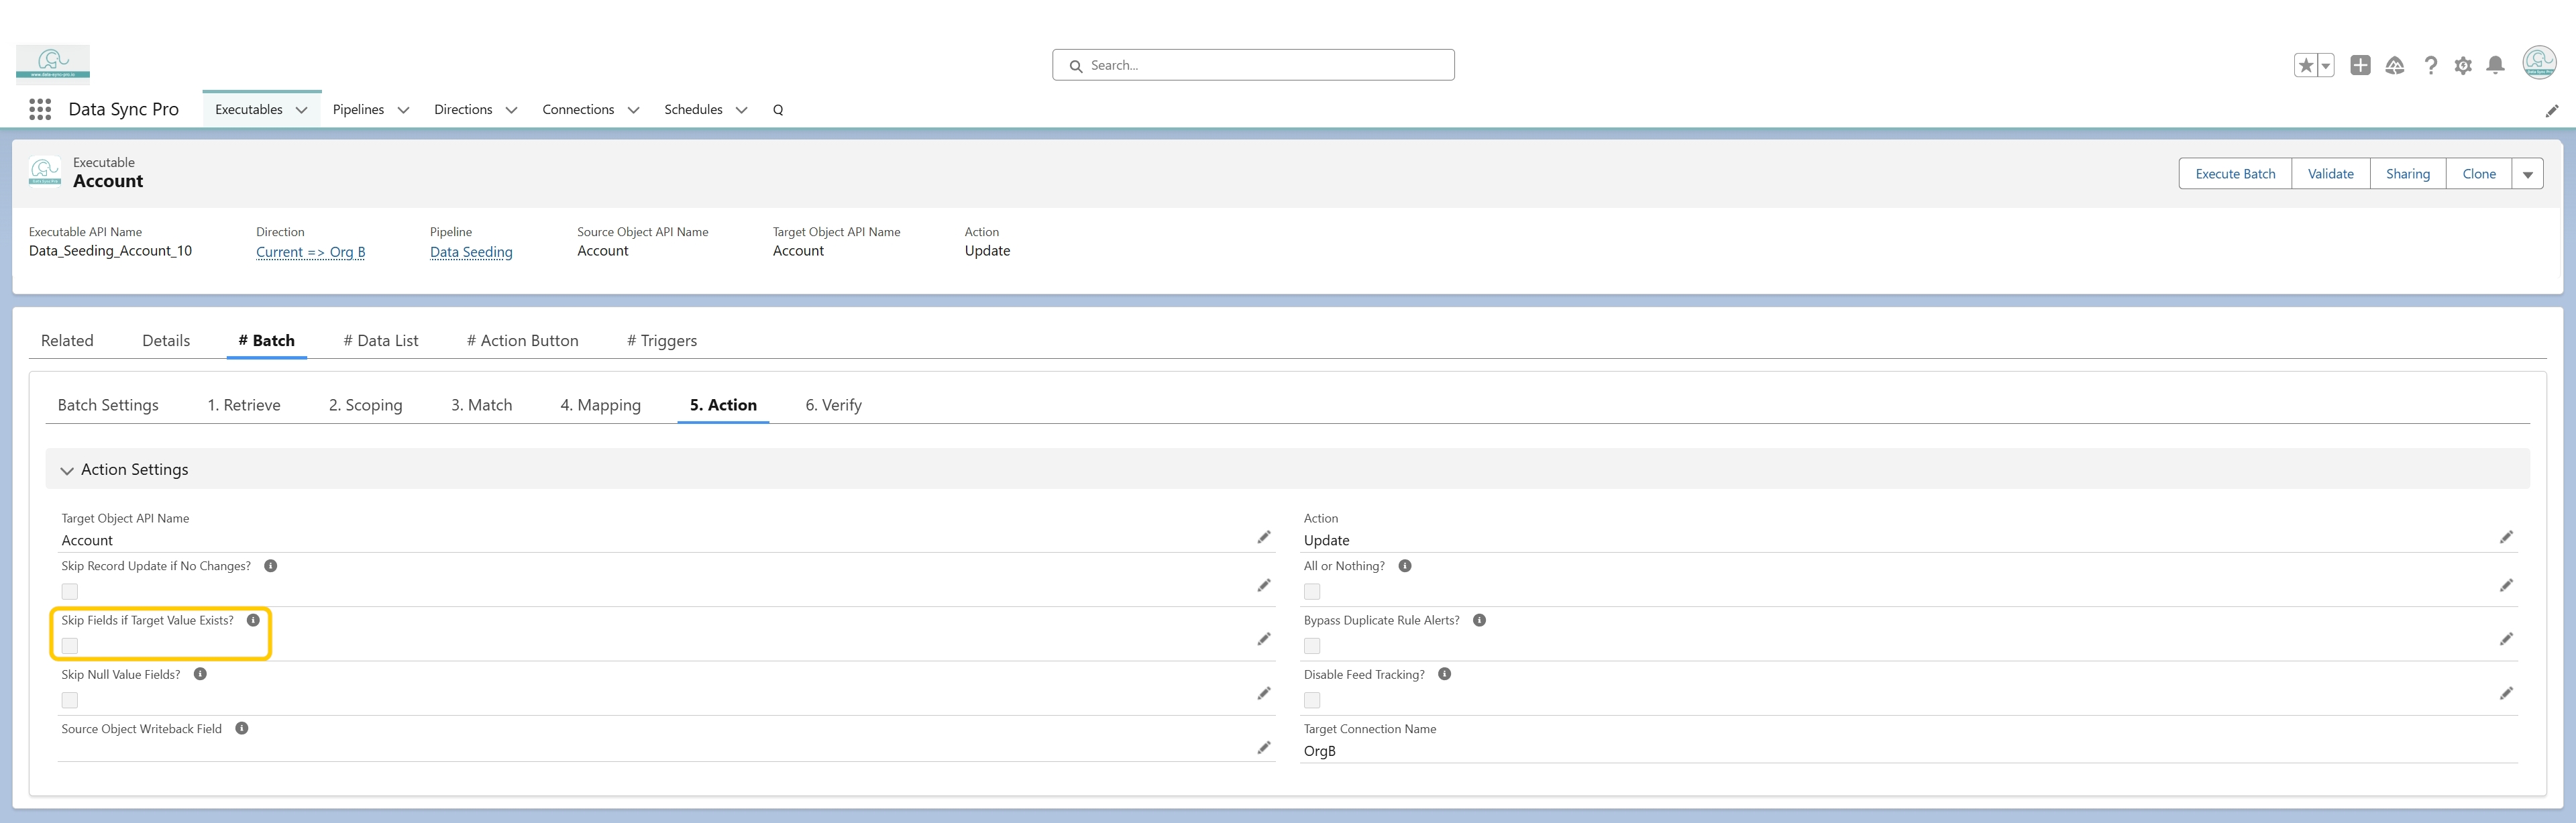 www.data-sync-pro.io
Search...
Data Sync Pro
Executables
Pipelines
Directions
Connections
Schedules
Q
Executable
Account
Execute Batch
Validate
Sharing
Clone
Executable API Name
Data_Seeding_Account_10
Direction
Current => Org B
Pipeline
Data Seeding
Source Object API Name
Account
Target Object API Name
Account
Action
Update
Related
Details
# Batch
# Data List
# Action Button
# Triggers
Batch Settings
1. Retrieve
2. Scoping
3. Match
4. Mapping
5. Action
6. Verify
Action Settings
Target Object API Name
Account
Action
Update
Skip Record Update if No Changes?
All or Nothing?
Skip Fields if Target Value Exists?
Bypass Duplicate Rule Alerts?
Skip Null Value Fields?
Disable Feed Tracking?
Source Object Writeback Field
Target Connection Name
OrgB